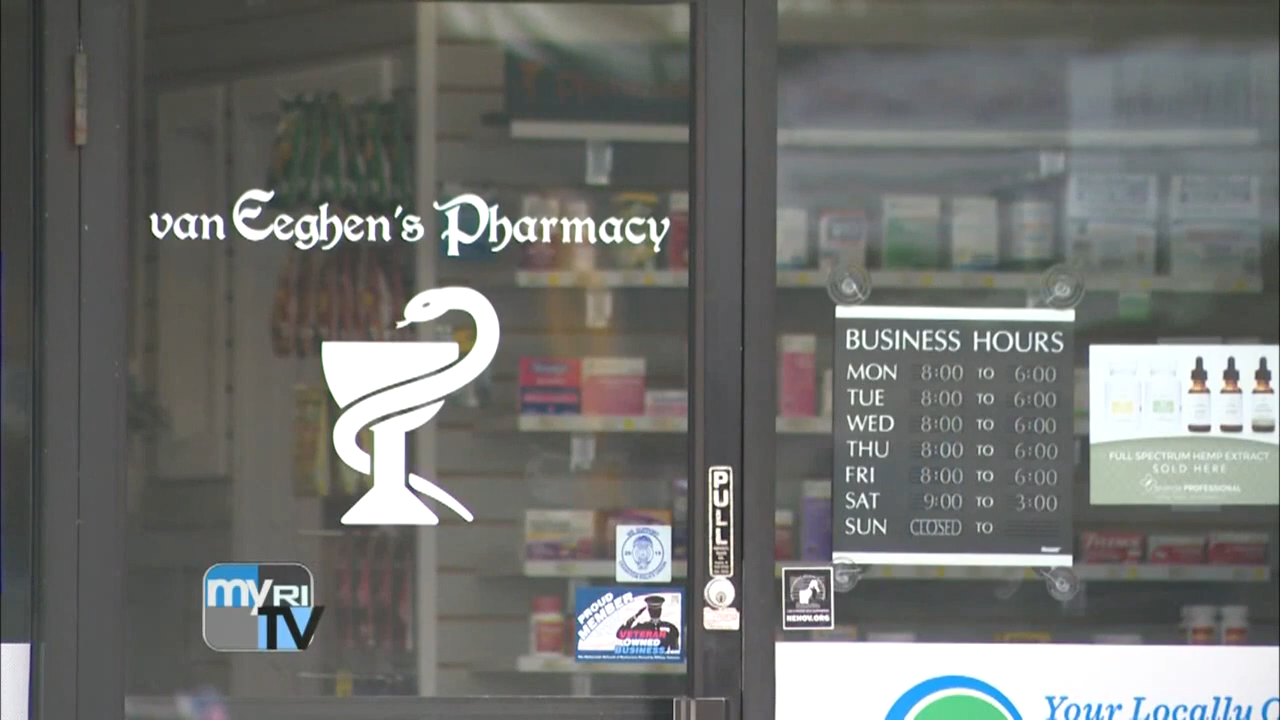 van Eeghen's Pharmacy
BUSINESS HOURS
MON 8:00 TO 6:00
TUE 8:00 TO 6:00
WED 8:00 TO 6:00
THU 8:00 TO 6:00
FRI 8:00 TO 6:00
SAT 9:00 TO 3:00
SUN CLOSED TO
FULL SPECTRUM HEMP EXTRACT
SOLD HERE
PROFESSIONAL
PULL
PROUD
MEMBER
VETERAN
OWNED
BUSINESS
NEHOV.ORG
myRI
TV
Your Locally